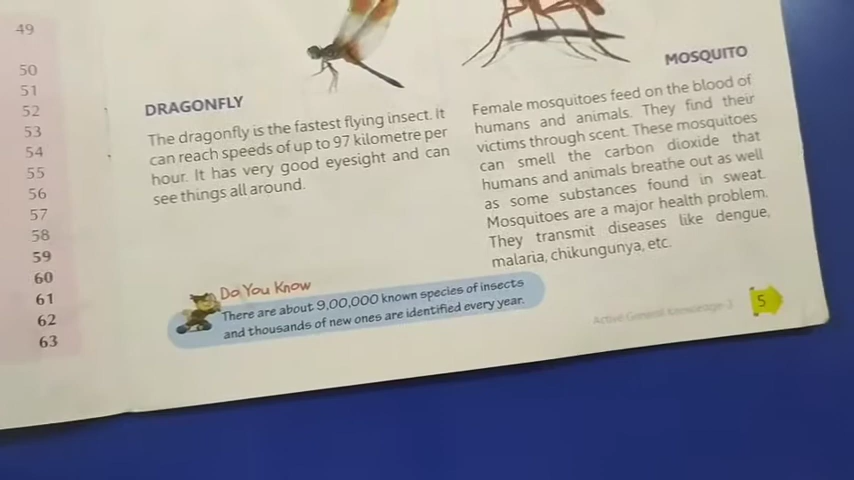 49
50
51
52
53
54
55
56
57
58
59
60
61
62
63
DRAGONFLY
The dragonfly is the fastest flying insect. It
can reach speeds of up to 97 kilometre per
hour. It has very good eyesight and can
see things all around.
MOSQUITO
Female mosquitoes feed on the blood of
humans and animals. They find their
victims through scent. These mosquitoes
can smell the carbon dioxide that
humans and animals breathe out as well
as some substances found in sweat.
Mosquitoes are a major health problem.
They transmit diseases like dengue,
malaria, chikungunya, etc.
Do You Know
There are about 9,00,000 known species of insects
and thousands of new ones are identified every year.
Active General Knowledge-
5